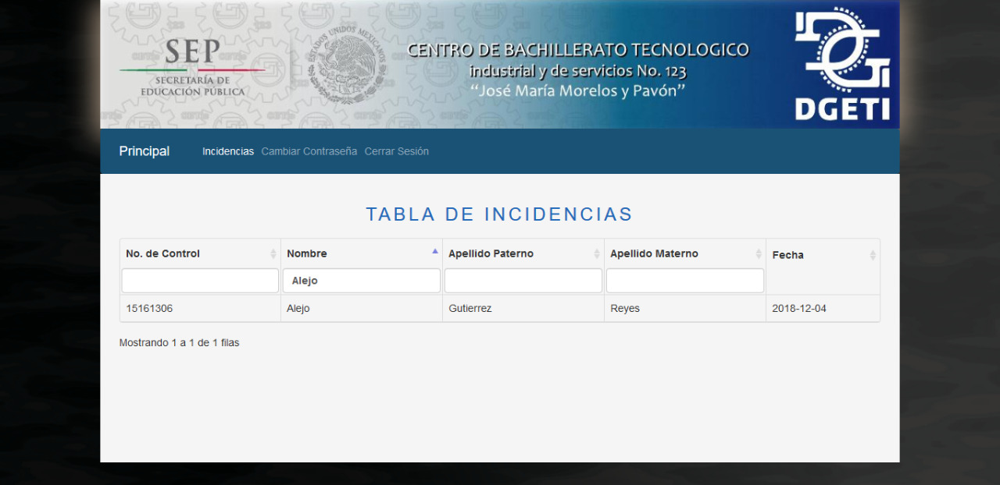 SEP
SECRETARÍA DE
EDUCACIÓN PÚBLICA
ESTADOS UNIDOS MEXICANOS
CENTRO DE BACHILLERATO TECNOLOGICO
industrial y de servicios No. 123
“José María Morelos y Pavón”
DGETI
Principal Incidencias Cambiar Contraseña Cerrar Sesión
TABLA DE INCIDENCIAS
No. de Control Nombre Apellido Paterno Apellido Materno Fecha
Alejo
15161306 Alejo Gutierrez Reyes 2018-12-04
Mostrando 1 a 1 de 1 filas